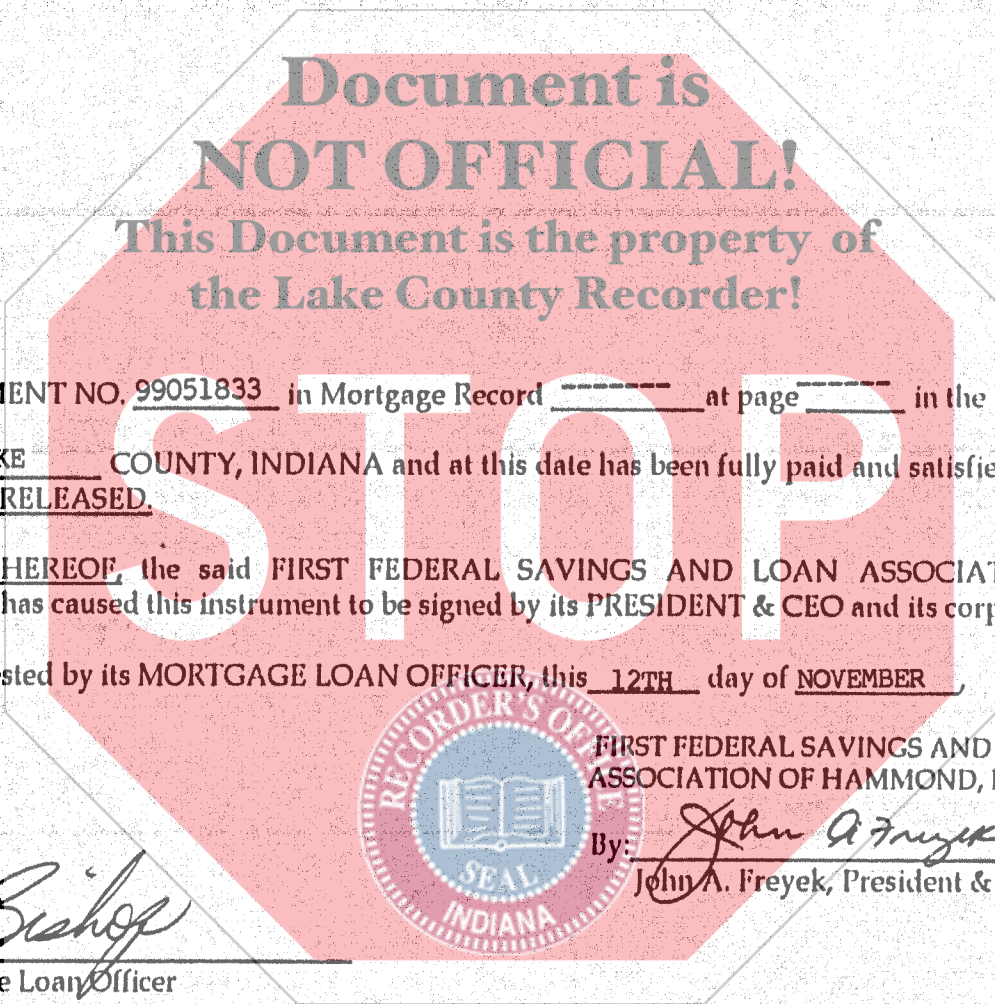 Document is
NOT OFFICIAL!
This Document is the property of
the Lake County Recorder!
STOP
MENT NO. 99051833 in Mortgage Record ------- at page ------ in the
KE COUNTY, INDIANA and at this date has been fully paid and satisfie
RELEASED.
HEREOF, the said FIRST FEDERAL SAVINGS AND LOAN ASSOCIAT
has caused this instrument to be signed by its PRESIDENT & CEO and its corp
sted by its MORTGAGE LOAN OFFICER, this 12TH day of NOVEMBER ,
RECORDER'S OFFICE
SEAL
INDIANA
FIRST FEDERAL SAVINGS AND
ASSOCIATION OF HAMMOND, I
By: John A Freyek
John A. Freyek, President &
Bishop
e Loan Officer